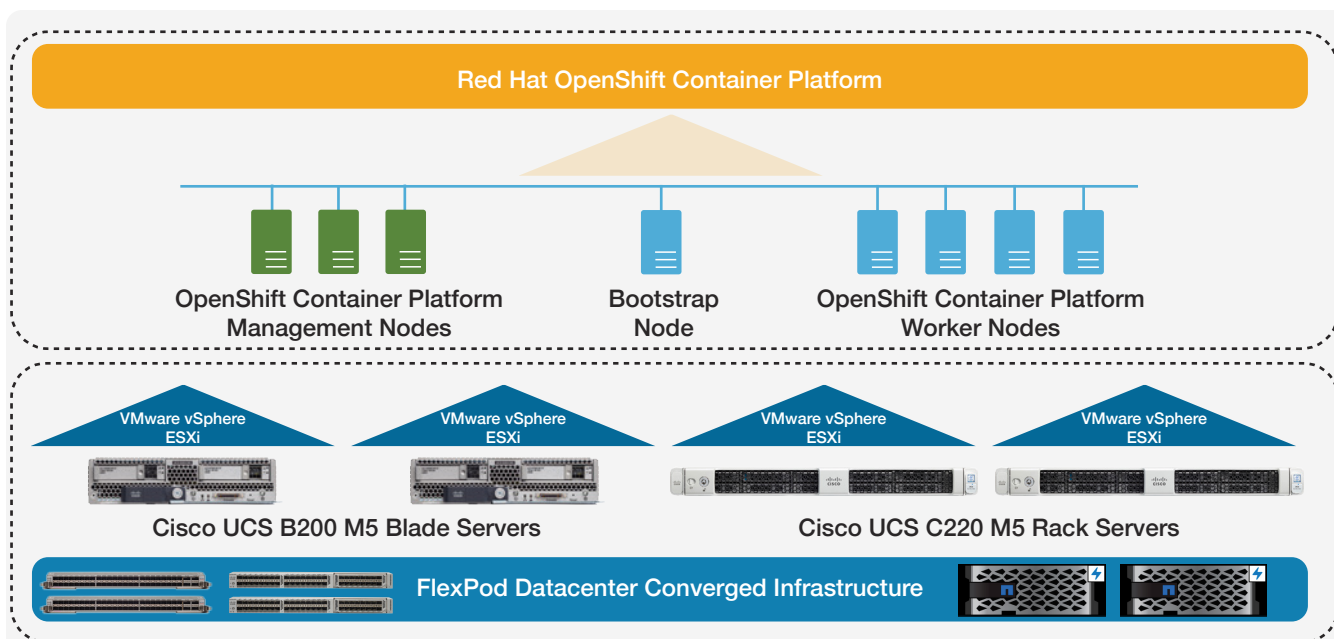 Red Hat OpenShift Container Platform
OpenShift Container Platform
Management Nodes
Bootstrap
Node
OpenShift Container Platform
Worker Nodes
VMware vSphere
ESXi
VMware vSphere
ESXi
VMware vSphere
ESXi
VMware vSphere
ESXi
Cisco UCS B200 M5 Blade Servers
Cisco UCS C220 M5 Rack Servers
FlexPod Datacenter Converged Infrastructure